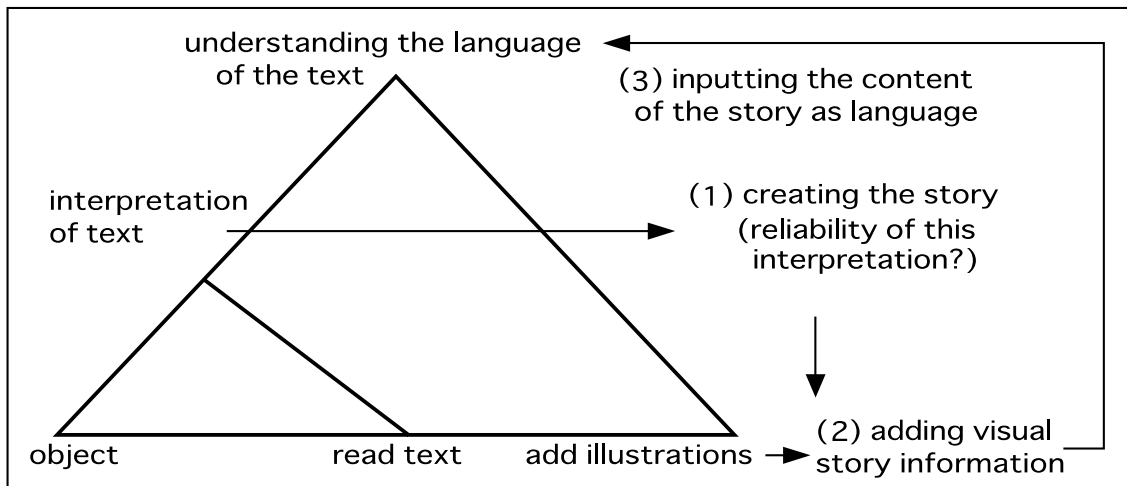 understanding the language
of the text
(3) inputting the content
of the story as language
interpretation
of text
(1) creating the story
(reliability of this
interpretation?)
object
read text
add illustrations
(2) adding visual
story information